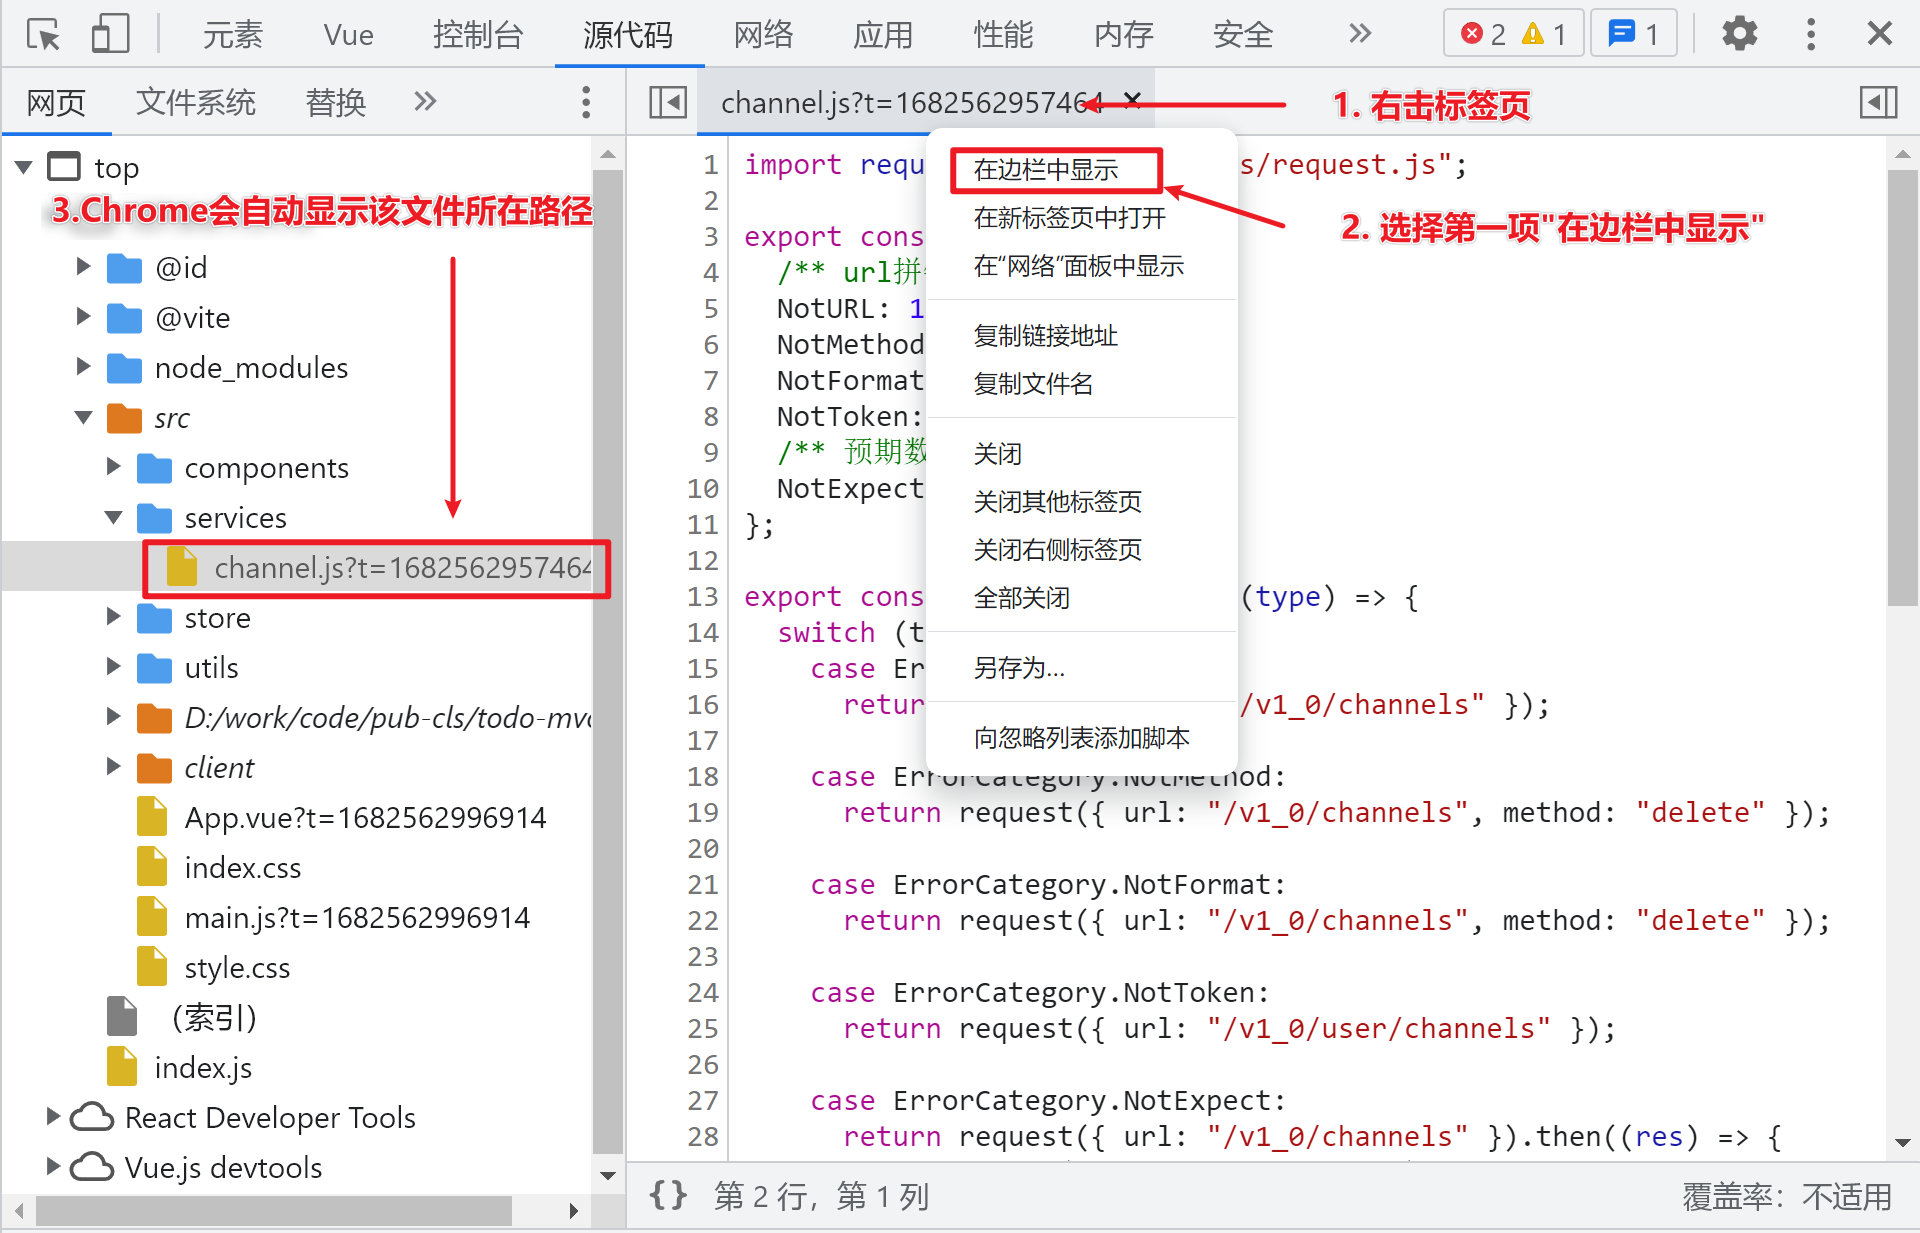 元素 Vue 控制台 源代码 网络 应用 性能 内存 安全 » 2 1 1
网页 文件系统 替换 »
channel.js?t=1682562957464 ×
1. 右击标签页
top
3.Chrome会自动显示该文件所在路径
@id
@vite
node_modules
src
components
services
channel.js?t=1682562957464
store
utils
D:/work/code/pub-cls/todo-mv
client
App.vue?t=1682562996914
index.css
main.js?t=1682562996914
style.css
(索引)
index.js
React Developer Tools
Vue.js devtools
在边栏中显示
在新标签页中打开
在“网络”面板中显示
复制链接地址
复制文件名
关闭
关闭其他标签页
关闭右侧标签页
全部关闭
另存为...
向忽略列表添加脚本
2. 选择第一项"在边栏中显示"
1 import requ s/request.js";
2
3 export cons
4 /** url拼
5 NotURL: 1
6 NotMethod
7 NotFormat
8 NotToken:
9 /** 预期数
10 NotExpect
11 };
12
13 export cons (type) => {
14 switch (t
15 case Er
16 retur /v1_0/channels" });
17
18 case ErrorCategory.NotMethod:
19 return request({ url: "/v1_0/channels", method: "delete" });
20
21 case ErrorCategory.NotFormat:
22 return request({ url: "/v1_0/channels", method: "delete" });
23
24 case ErrorCategory.NotToken:
25 return request({ url: "/v1_0/user/channels" });
26
27 case ErrorCategory.NotExpect:
28 return request({ url: "/v1_0/channels" }).then((res) => {
{} 第 2 行，第 1 列
覆盖率：不适用